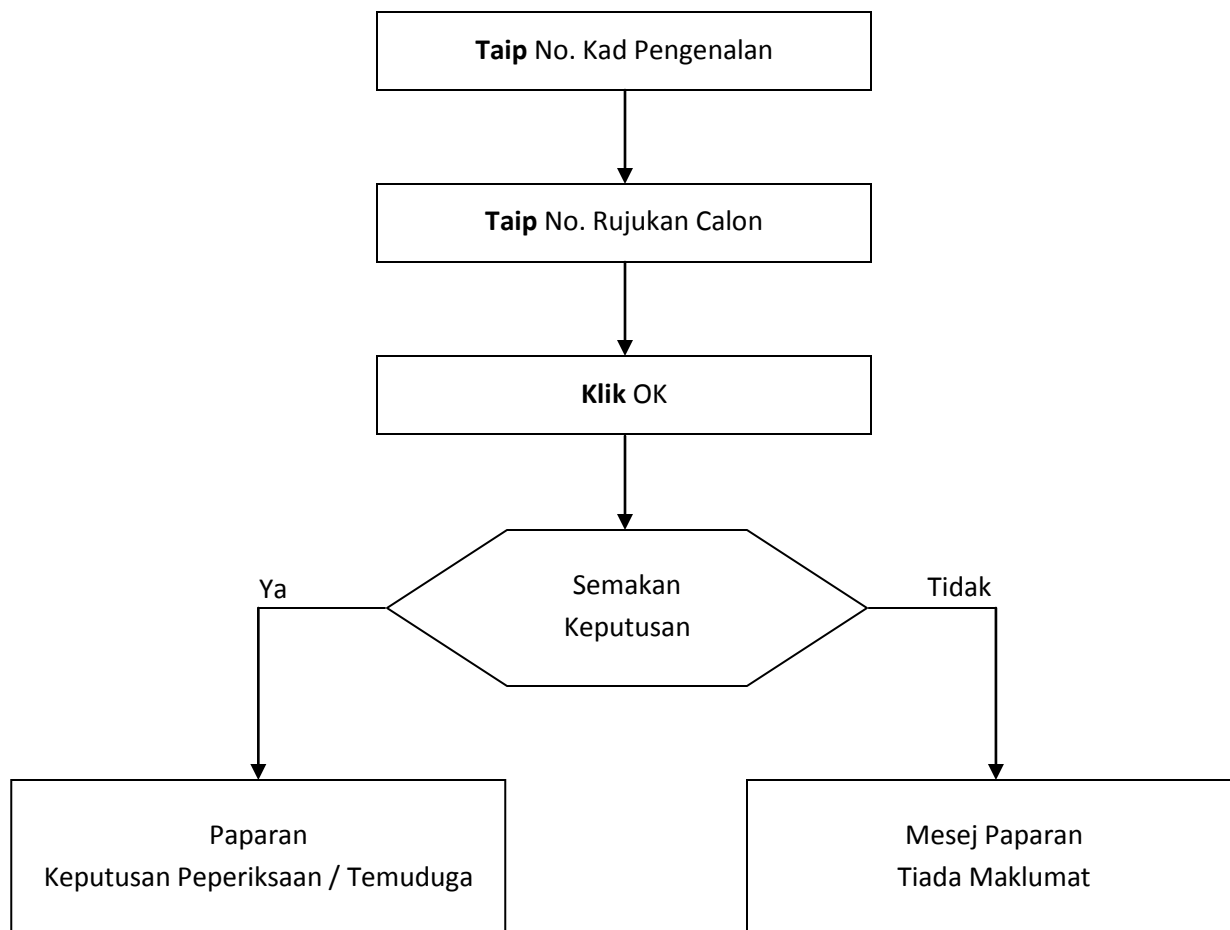 Taip No. Kad Pengenalan
Taip No. Rujukan Calon
Klik OK
Semakan
Keputusan
Ya
Tidak
Paparan
Keputusan Peperiksaan / Temuduga
Mesej Paparan
Tiada Maklumat